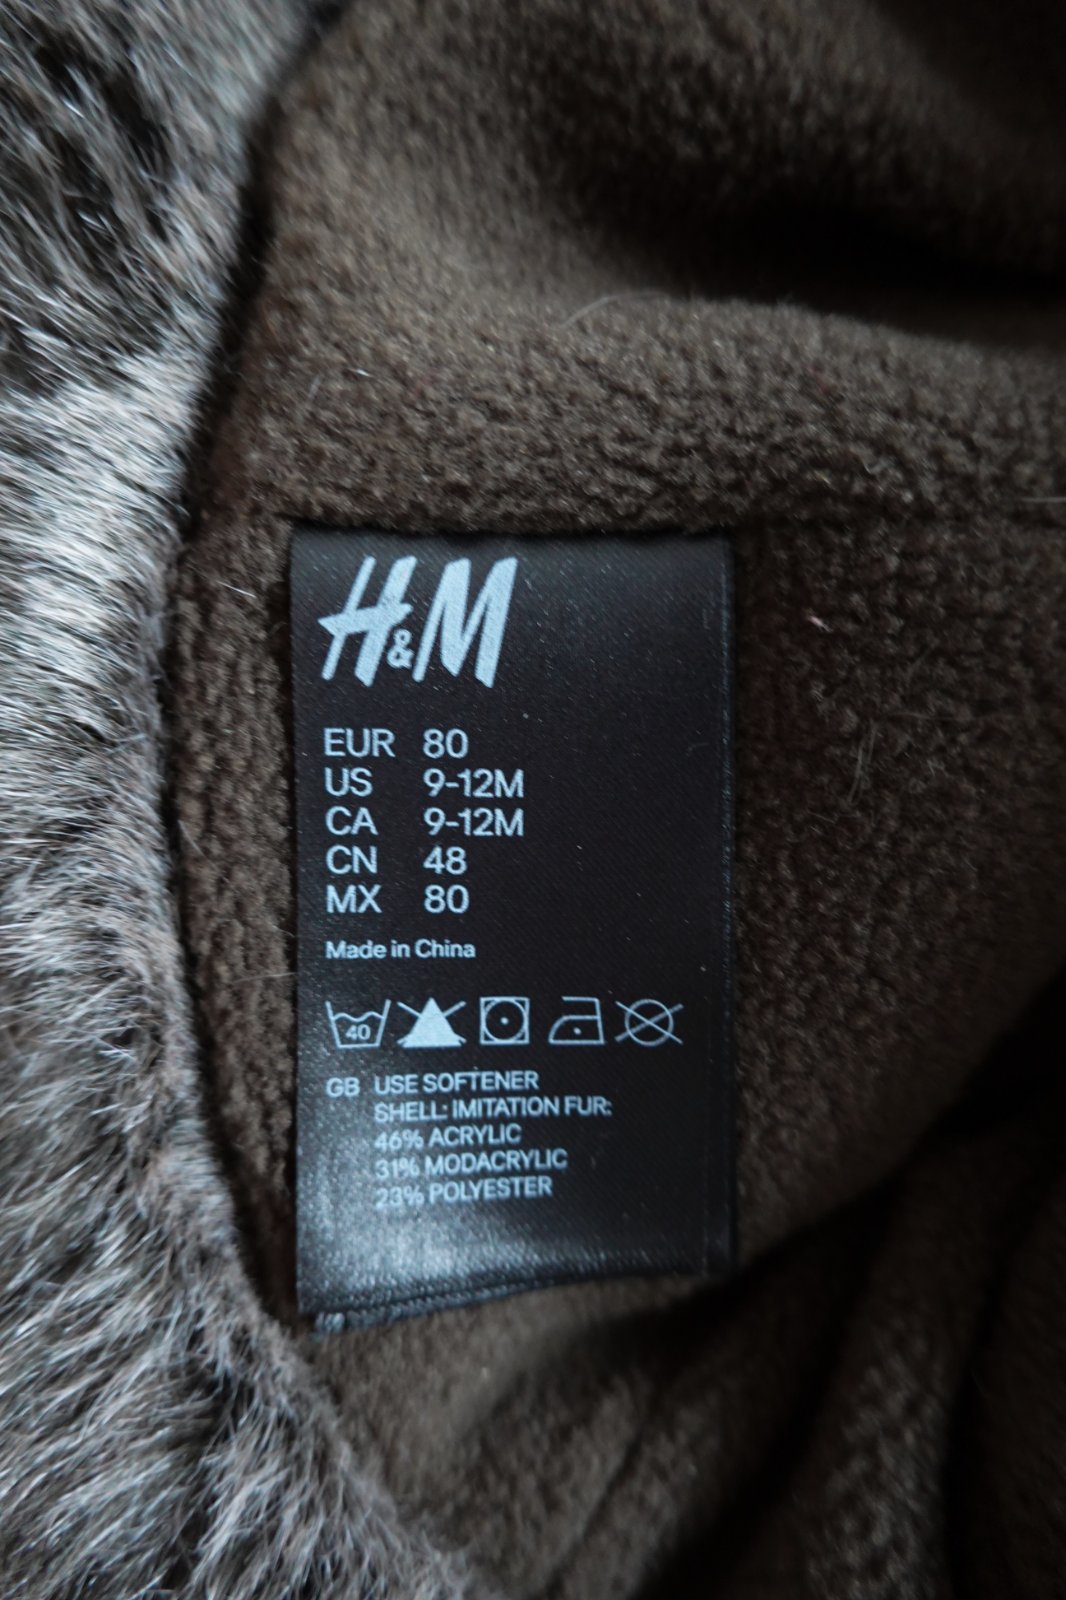 H&M
EUR 80
US 9-12M
CA 9-12M
CN 48
MX 80
Made in China
40
GB USE SOFTENER
SHELL: IMITATION FUR:
46% ACRYLIC
31% MODACRYLIC
23% POLYESTER